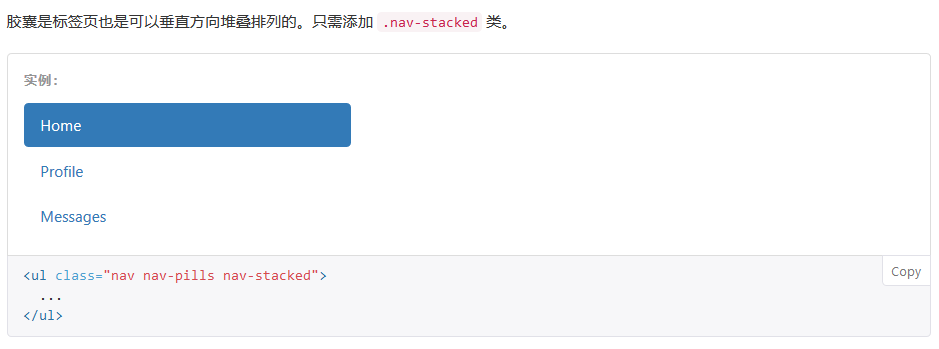 胶囊是标签页也是可以垂直方向堆叠排列的。只需添加 .nav-stacked 类。
实例：
Home
Profile
Messages
Copy
<ul class="nav nav-pills nav-stacked">
  ...
</ul>